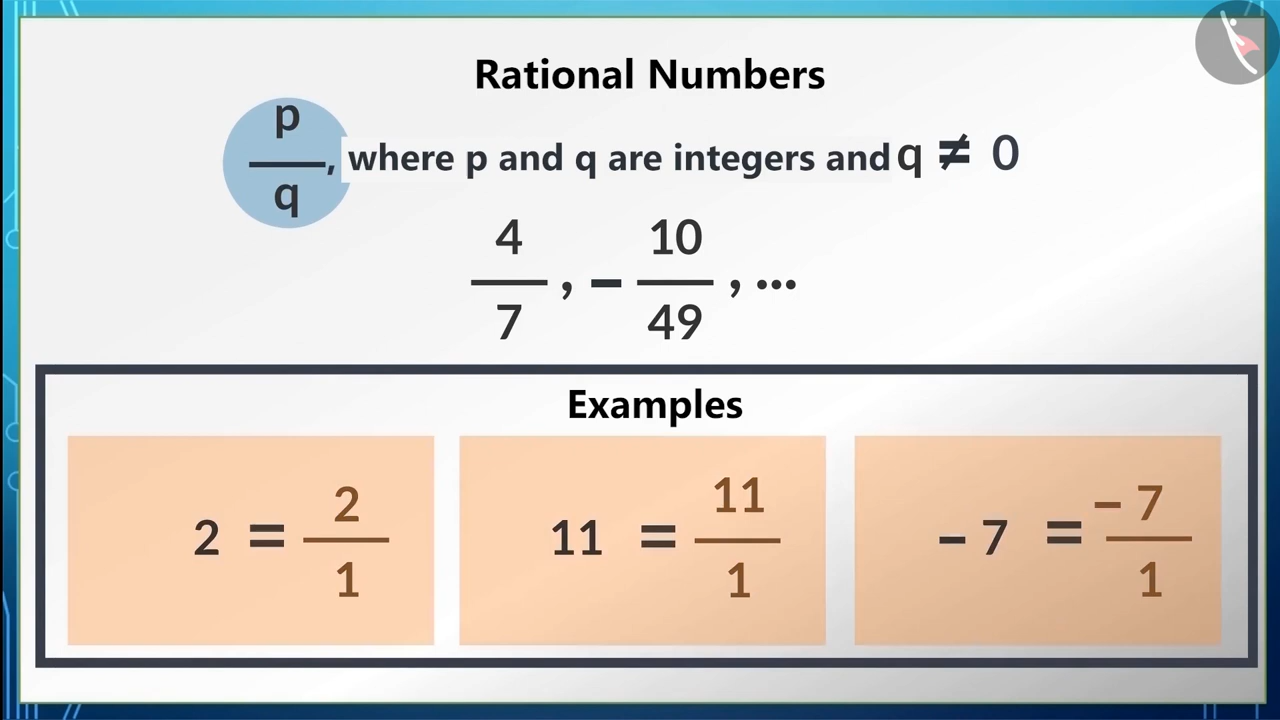 Rational Numbers
p/q, where p and q are integers and q ≠ 0
4/7, - 10/49, ...
Examples
2 = 2/1
11 = 11/1
- 7 = - 7/1